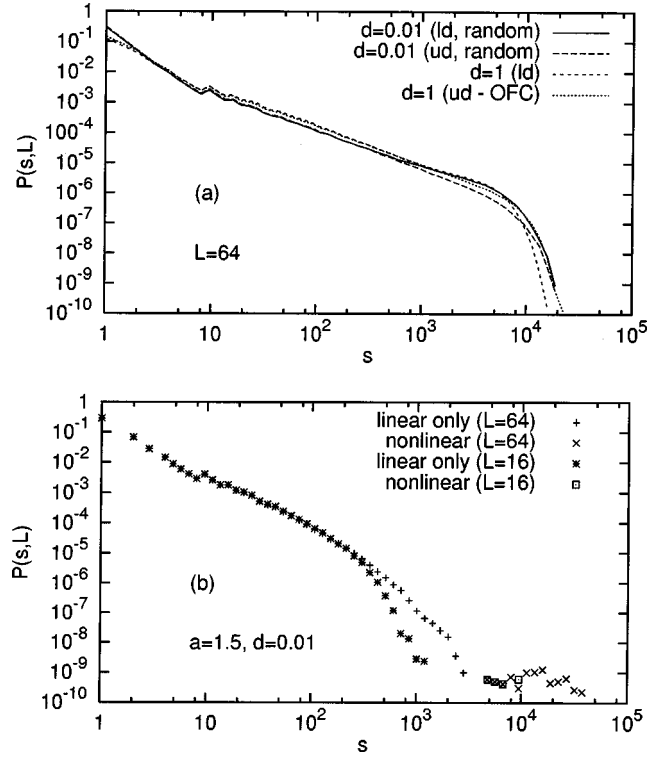 1
10^-1
10^-2
10^-3
100^-4
10^-5
10^-6
10^-7
10^-8
10^-9
10^-10
P(s,L)
d=0.01 (ld, random)
d=0.01 (ud, random)
d=1 (ld)
d=1 (ud - OFC)
(a)
L=64
1 10 10^2 10^3 10^4 10^5
s
1
10^-1
10^-2
10^-3
10^-4
10^-5
10^-6
10^-7
10^-8
10^-9
10^-10
P(s,L)
linear only (L=64)
nonlinear (L=64)
linear only (L=16)
nonlinear (L=16)
(b)
a=1.5, d=0.01
1 10 10^2 10^3 10^4 10^5
s